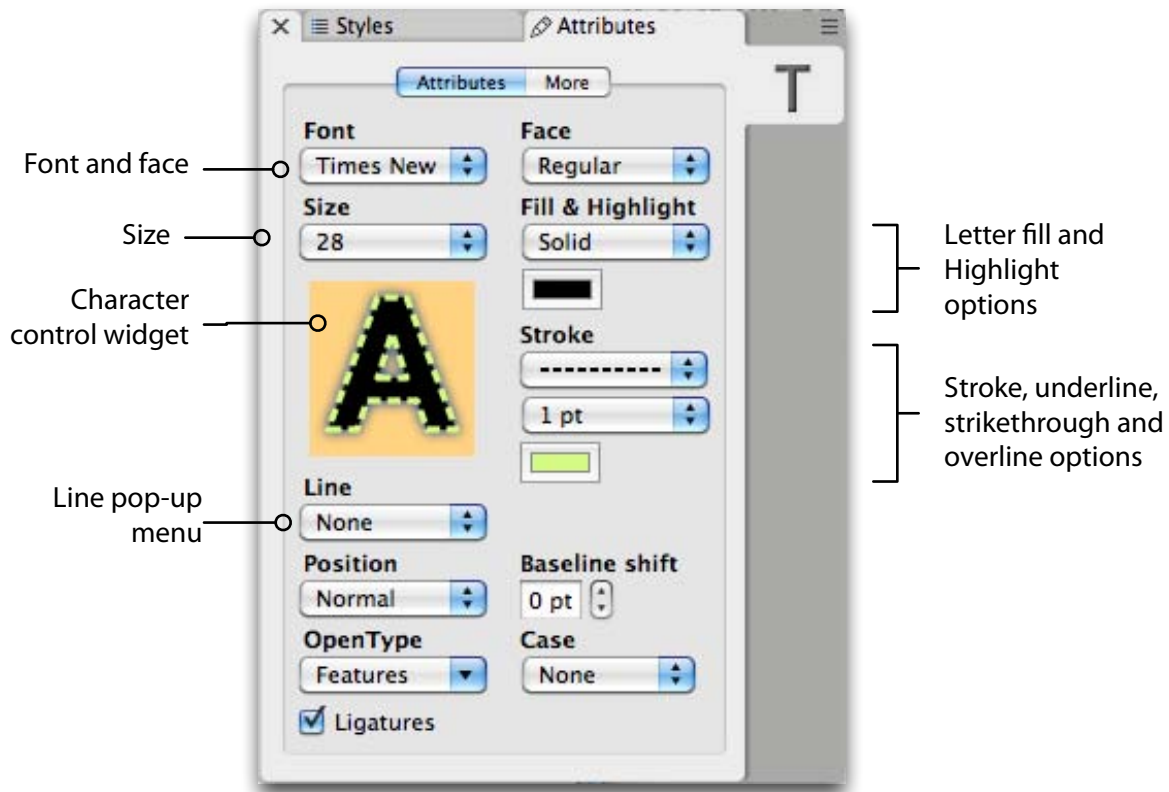 Styles
Attributes
T
Attributes
More
Font
Face
Font and face
Times New
Regular
Size
Fill & Highlight
Size
28
Solid
Letter fill and
Highlight
options
Character
control widget
A
Stroke
1 pt
Stroke, underline,
strikethrough and
overline options
Line
Line pop-up
menu
None
Position
Baseline shift
Normal
0 pt
OpenType
Case
Features
None
Ligatures